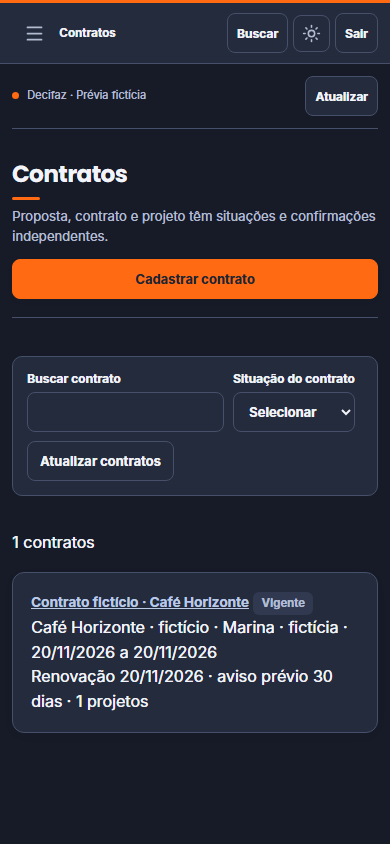 Contratos
Buscar
Sair
Decifaz · Prévia fictícia
Atualizar
Contratos
Proposta, contrato e projeto têm situações e confirmações
independentes.
Cadastrar contrato
Buscar contrato
Situação do contrato
Selecionar
Atualizar contratos
1 contratos
Contrato fictício · Café Horizonte
Vigente
Café Horizonte · fictício · Marina · fictícia ·
20/11/2026 a 20/11/2026
Renovação 20/11/2026 · aviso prévio 30
dias · 1 projetos